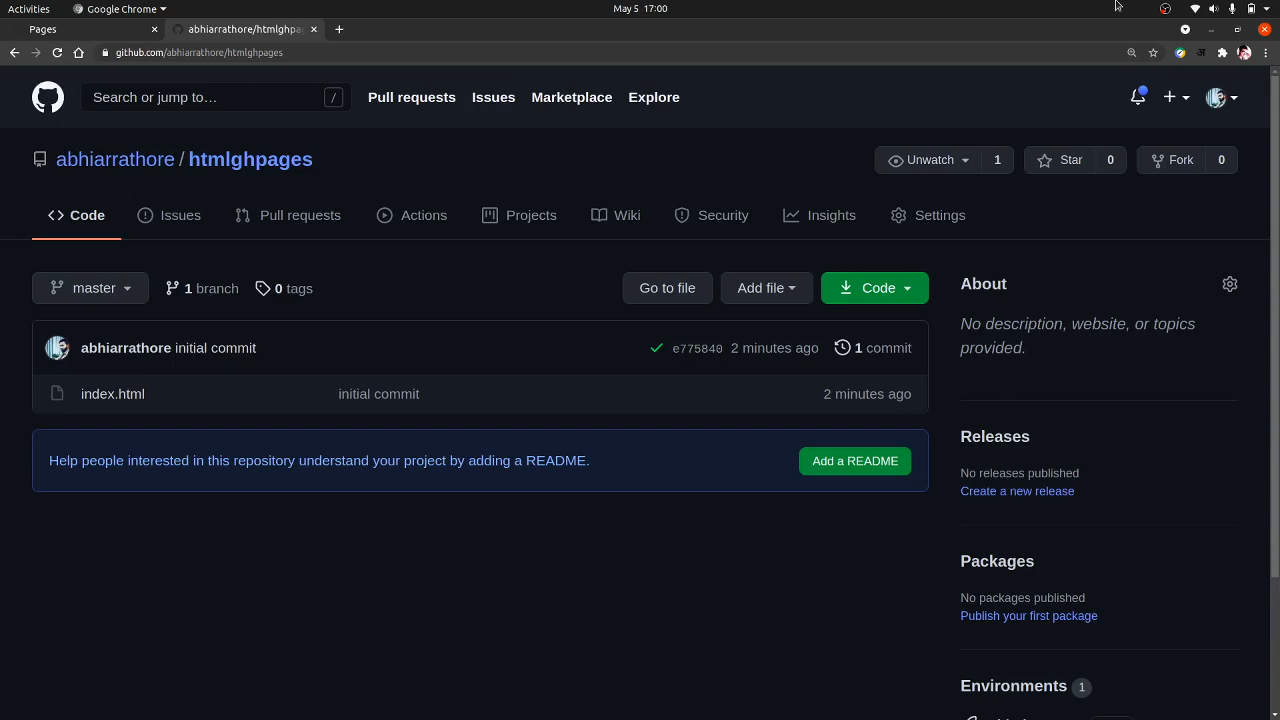 Activities
Google Chrome
May 5 17:00
Pages
abhiarrathore/htmlghpa
github.com/abhiarrathore/htmlghpages
अ
Search or jump to…
/
Pull requests
Issues
Marketplace
Explore
abhiarrathore / htmlghpages
Unwatch
1
Star
0
Fork
0
Code
Issues
Pull requests
Actions
Projects
Wiki
Security
Insights
Settings
master
1 branch
0 tags
Go to file
Add file
Code
abhiarrathore initial commit
e775840 2 minutes ago
1 commit
index.html
initial commit
2 minutes ago
Help people interested in this repository understand your project by adding a README.
Add a README
About
No description, website, or topics
provided.
Releases
No releases published
Create a new release
Packages
No packages published
Publish your first package
Environments 1